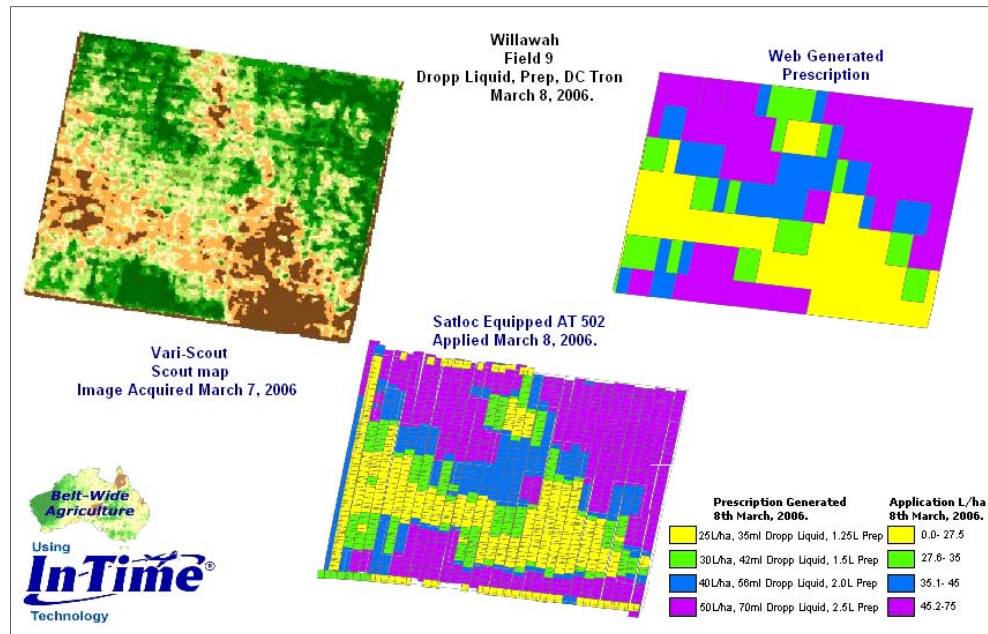 Willawah
Field 9
Dropp Liquid, Prep, DC Tron
March 8, 2006.
Web Generated
Prescription
Vari-Scout
Scout map
Image Acquired March 7, 2006
Satloc Equipped AT 502
Applied March 8, 2006.
Belt-Wide
Agriculture
Using
In-Time®
Technology
Prescription Generated
8th March, 2006.
25L/ha, 35ml Dropp Liquid, 1.25L Prep
30L/ha, 42ml Dropp Liquid, 1.5L Prep
40L/ha, 56ml Dropp Liquid, 2.0L Prep
50L/ha, 70ml Dropp Liquid, 2.5L Prep
Application L/ha
8th March, 2006.
0.0- 27.5
27.6- 35
35.1- 45
45.2-75